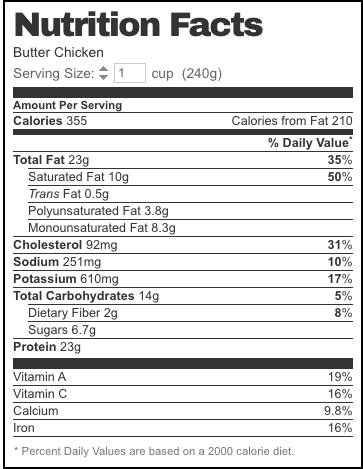 Nutrition Facts
Butter Chicken
Serving Size: 1 cup (240g)
Amount Per Serving
Calories 355 Calories from Fat 210
% Daily Value*
Total Fat 23g 35%
Saturated Fat 10g 50%
Trans Fat 0.5g
Polyunsaturated Fat 3.8g
Monounsaturated Fat 8.3g
Cholesterol 92mg 31%
Sodium 251mg 10%
Potassium 610mg 17%
Total Carbohydrates 14g 5%
Dietary Fiber 2g 8%
Sugars 6.7g
Protein 23g
Vitamin A 19%
Vitamin C 16%
Calcium 9.8%
Iron 16%
* Percent Daily Values are based on a 2000 calorie diet.